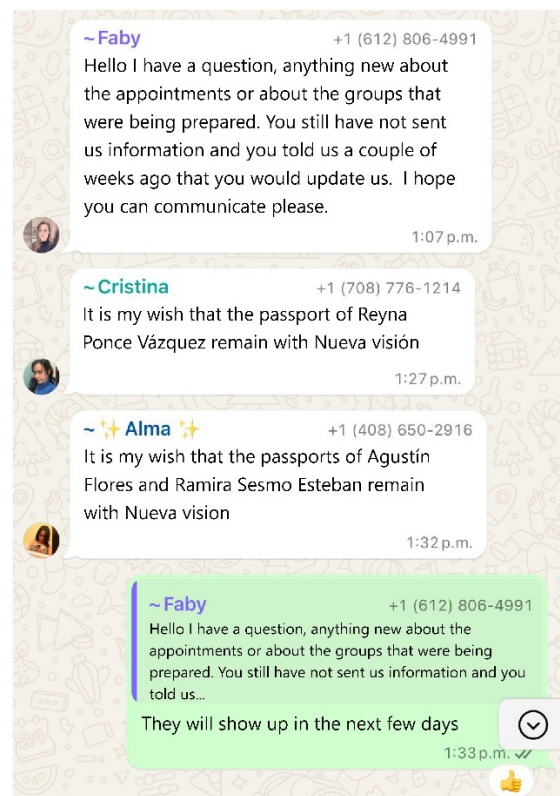 ~Faby +1 (612) 806-4991
Hello I have a question, anything new about
the appointments or about the groups that
were being prepared. You still have not sent
us information and you told us a couple of
weeks ago that you would update us.  I hope
you can communicate please.
1:07 p.m.
~Cristina +1 (708) 776-1214
It is my wish that the passport of Reyna
Ponce Vázquez remain with Nueva visión
1:27 p.m.
~ ✨ Alma ✨ +1 (408) 650-2916
It is my wish that the passports of Agustín
Flores and Ramira Sesmo Esteban remain
with Nueva vision
1:32 p.m.
~Faby +1 (612) 806-4991
Hello I have a question, anything new about the
appointments or about the groups that were being
prepared. You still have not sent us information and you
told us...
They will show up in the next few days
1:33 p.m.